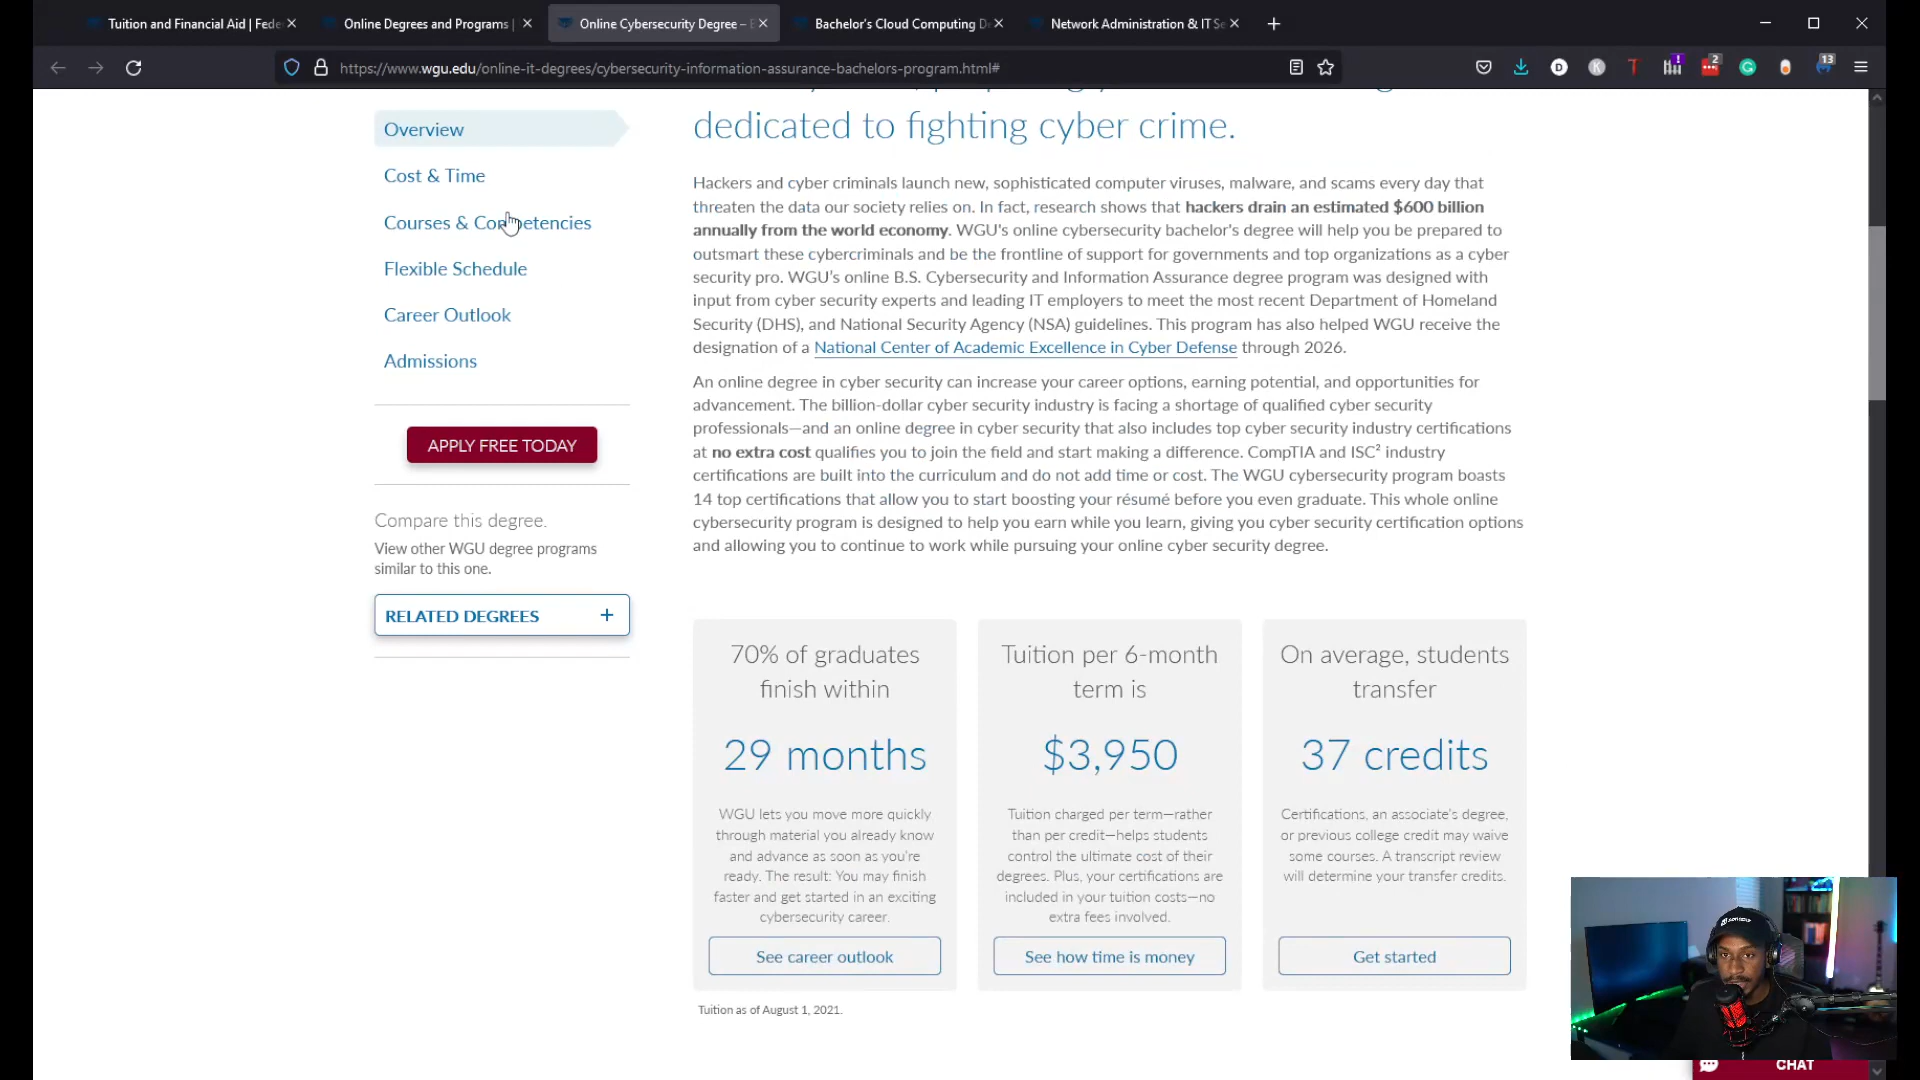 Tuition and Financial Aid | Fede
Online Degrees and Programs |
Online Cybersecurity Degree –
Bachelor's Cloud Computing D
Network Administration & IT Se
https://www.wgu.edu/online-it-degrees/cybersecurity-information-assurance-bachelors-program.html#
2
13
Overview
Cost & Time
Courses & Competencies
Flexible Schedule
Career Outlook
Admissions
APPLY FREE TODAY
Compare this degree.
View other WGU degree programs
similar to this one.
RELATED DEGREES +
dedicated to fighting cyber crime.
Hackers and cyber criminals launch new, sophisticated computer viruses, malware, and scams every day that
threaten the data our society relies on. In fact, research shows that hackers drain an estimated $600 billion
annually from the world economy. WGU's online cybersecurity bachelor's degree will help you be prepared to
outsmart these cybercriminals and be the frontline of support for governments and top organizations as a cyber
security pro. WGU's online B.S. Cybersecurity and Information Assurance degree program was designed with
input from cyber security experts and leading IT employers to meet the most recent Department of Homeland
Security (DHS), and National Security Agency (NSA) guidelines. This program has also helped WGU receive the
designation of a National Center of Academic Excellence in Cyber Defense through 2026.
An online degree in cyber security can increase your career options, earning potential, and opportunities for
advancement. The billion-dollar cyber security industry is facing a shortage of qualified cyber security
professionals—and an online degree in cyber security that also includes top cyber security industry certifications
at no extra cost qualifies you to join the field and start making a difference. CompTIA and ISC² industry
certifications are built into the curriculum and do not add time or cost. The WGU cybersecurity program boasts
14 top certifications that allow you to start boosting your résumé before you even graduate. This whole online
cybersecurity program is designed to help you earn while you learn, giving you cyber security certification options
and allowing you to continue to work while pursuing your online cyber security degree.
70% of graduates
finish within
29 months
WGU lets you move more quickly
through material you already know
and advance as soon as you're
ready. The result: You may finish
faster and get started in an exciting
cybersecurity career.
See career outlook
Tuition per 6-month
term is
$3,950
Tuition charged per term—rather
than per credit—helps students
control the ultimate cost of their
degrees. Plus, your certifications are
included in your tuition costs—no
extra fees involved.
See how time is money
On average, students
transfer
37 credits
Certifications, an associate's degree,
or previous college credit may waive
some courses. A transcript review
will determine your transfer credits.
Get started
Tuition as of August 1, 2021.
CHAT